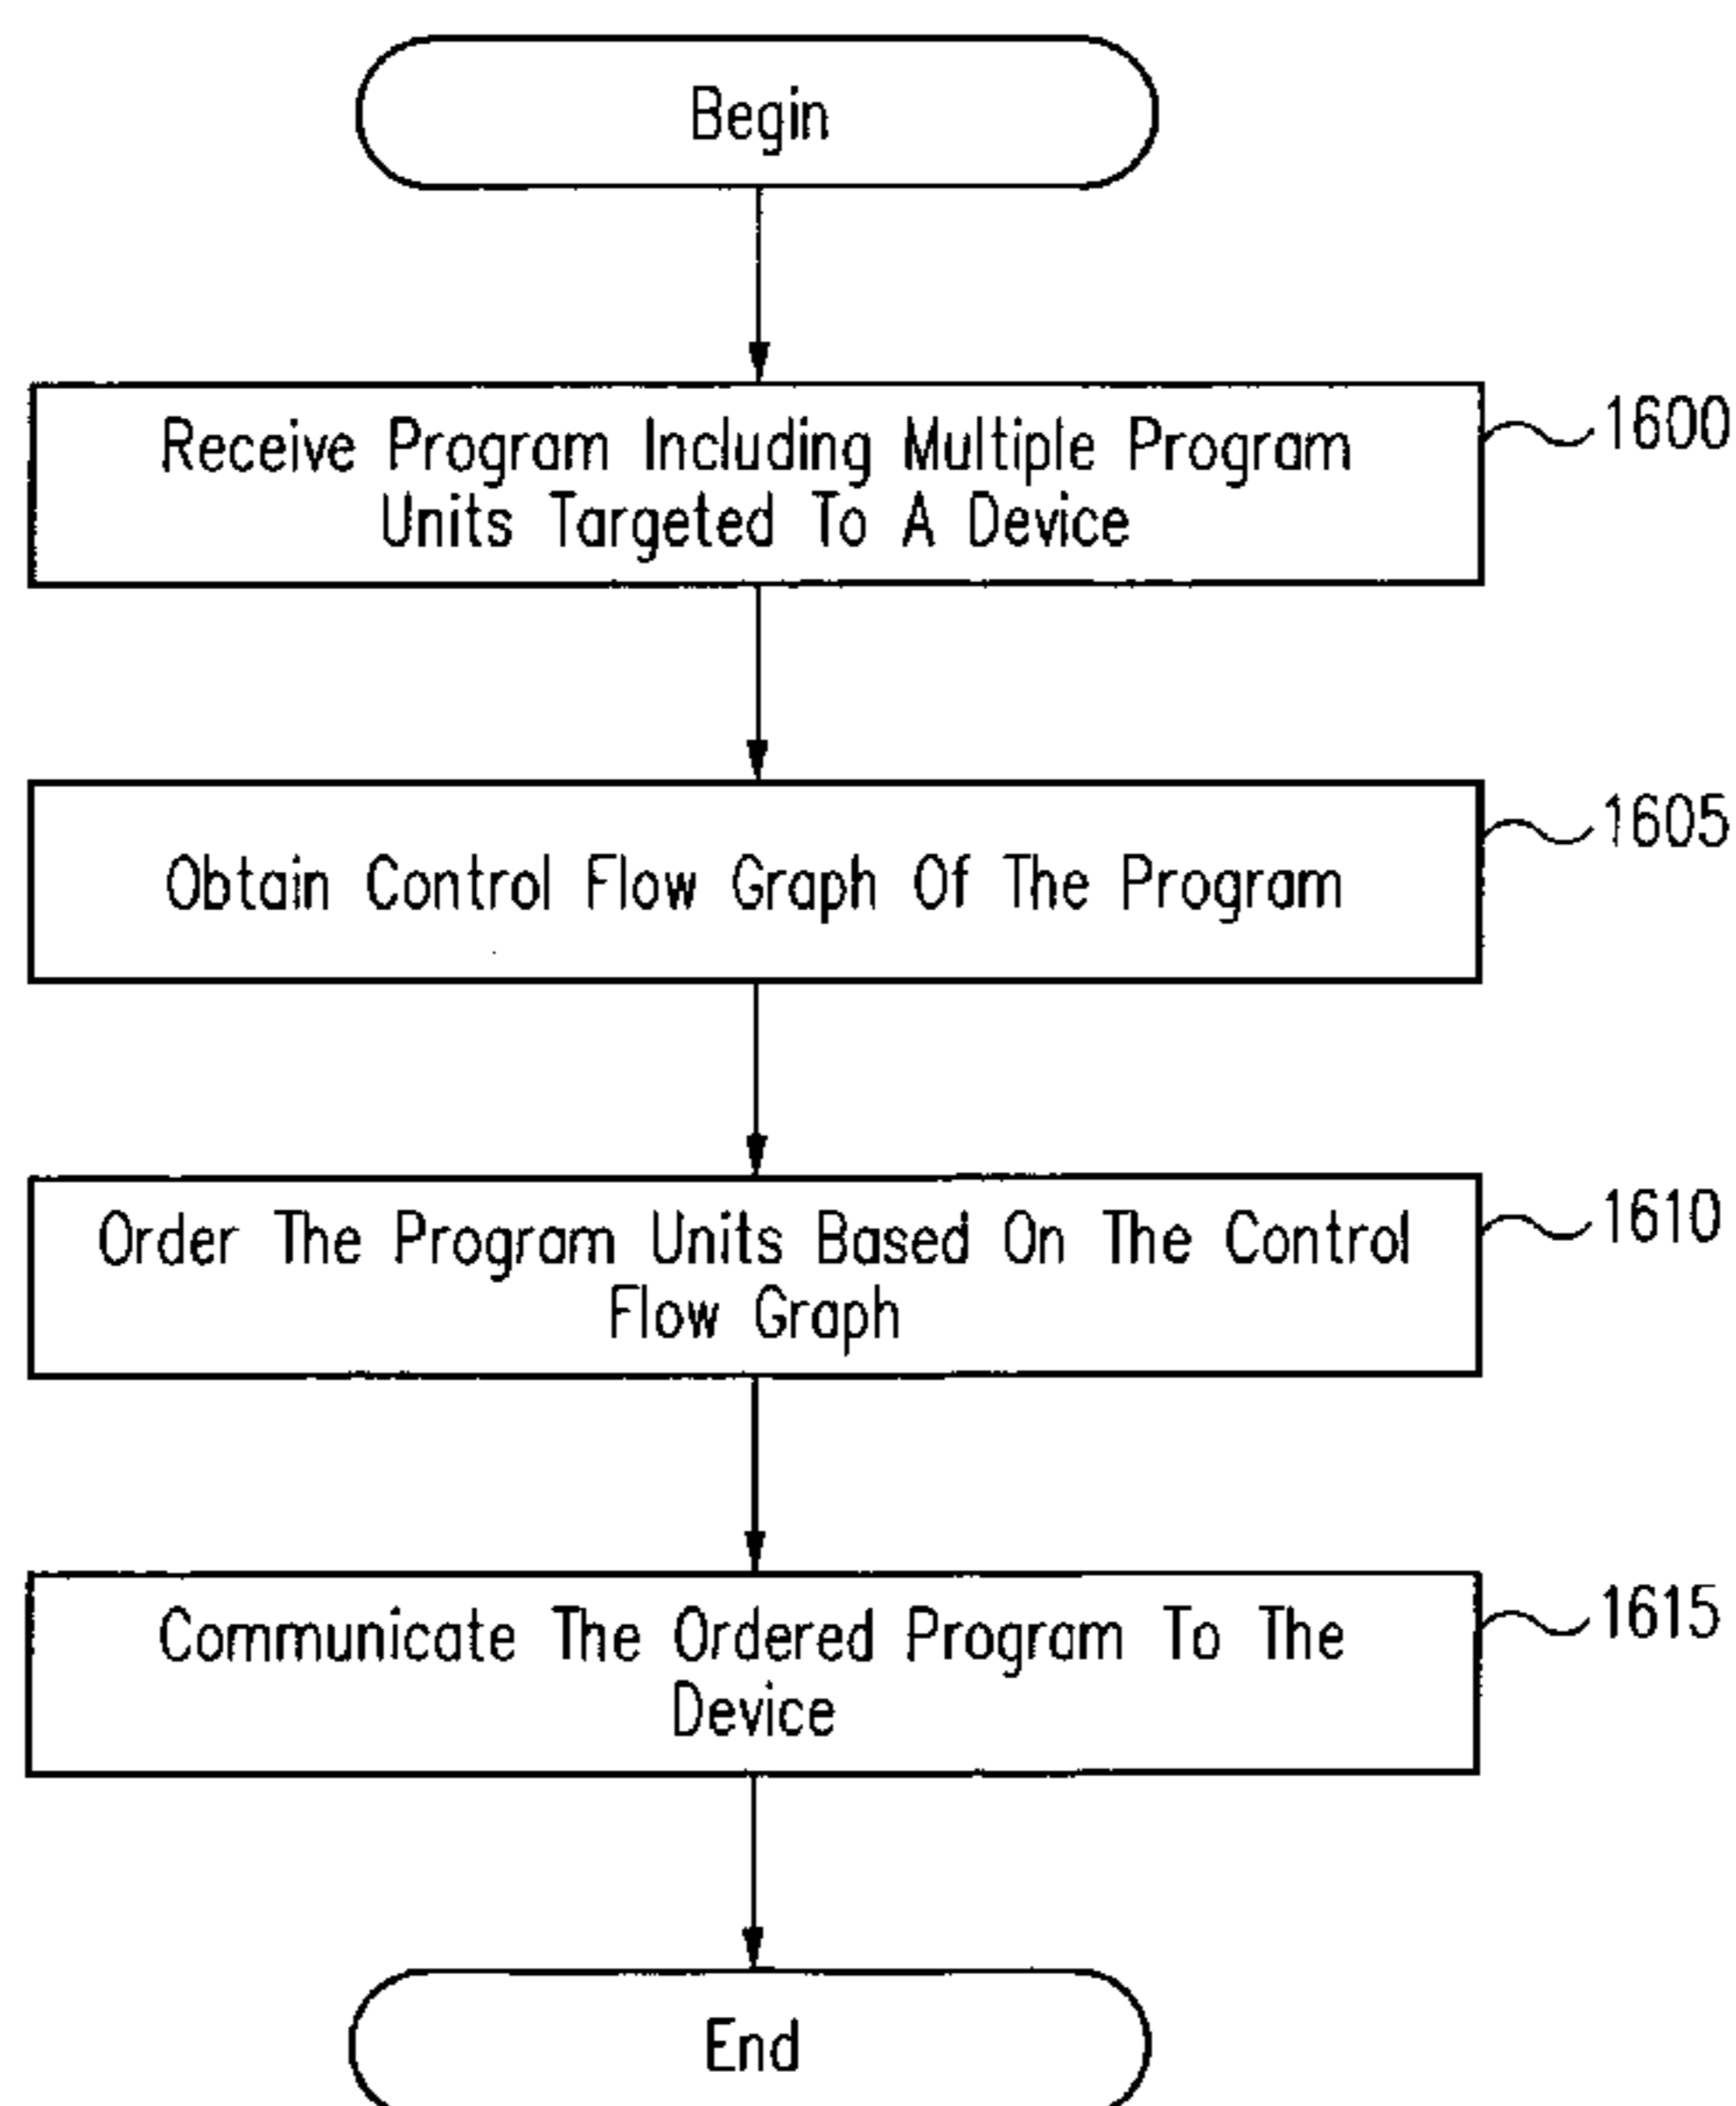 Begin
Receive Program Including Multiple Program
Units Targeted To A Device
1600
Obtain Control Flow Graph Of The Program
1605
Order The Program Units Based On The Control
Flow Graph
1610
Communicate The Ordered Program To The
Device
1615
End